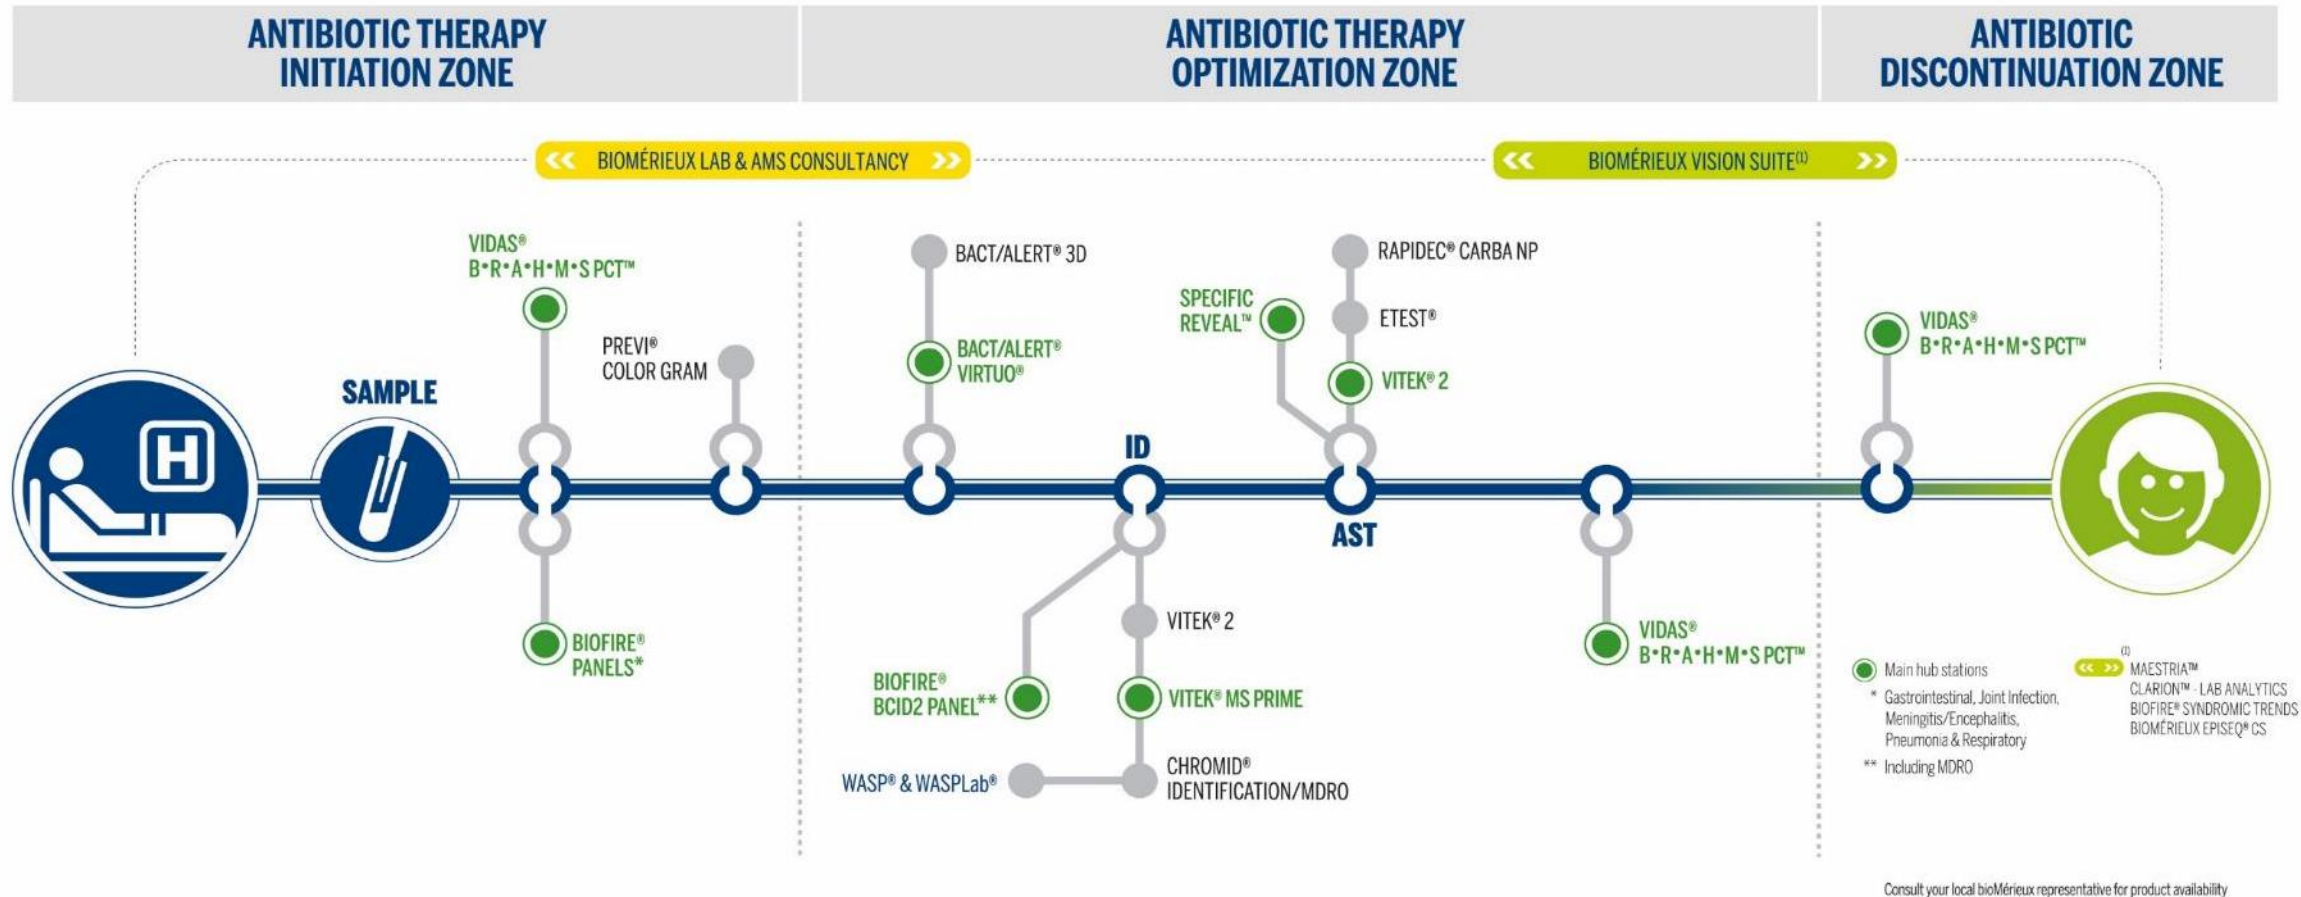 ANTIBIOTIC THERAPY
INITIATION ZONE
ANTIBIOTIC THERAPY
OPTIMIZATION ZONE
ANTIBIOTIC
DISCONTINUATION ZONE
BIOMÉRIEUX LAB & AMS CONSULTANCY
BIOMÉRIEUX VISION SUITE(1)
VIDAS®
B•R•A•H•M•S PCT™
PREVI®
COLOR GRAM
SAMPLE
H
BIOFIRE®
PANELS*
BACT/ALERT® 3D
BACT/ALERT®
VIRTUO®
SPECIFIC
REVEAL™
RAPIDEC® CARBA NP
ETEST®
VITEK® 2
ID
AST
VITEK® 2
BIOFIRE®
BCID2 PANEL**
VITEK® MS PRIME
WASP® & WASPLab®
CHROMID®
IDENTIFICATION/MDRO
VIDAS®
B•R•A•H•M•S PCT™
VIDAS®
B•R•A•H•M•S PCT™
Main hub stations
* Gastrointestinal, Joint Infection,
Meningitis/Encephalitis,
Pneumonia & Respiratory
** Including MDRO
(1)
MAESTRIA™
CLARION™ - LAB ANALYTICS
BIOFIRE® SYNDROMIC TRENDS
BIOMÉRIEUX EPISEQ® CS
Consult your local bioMérieux representative for product availability